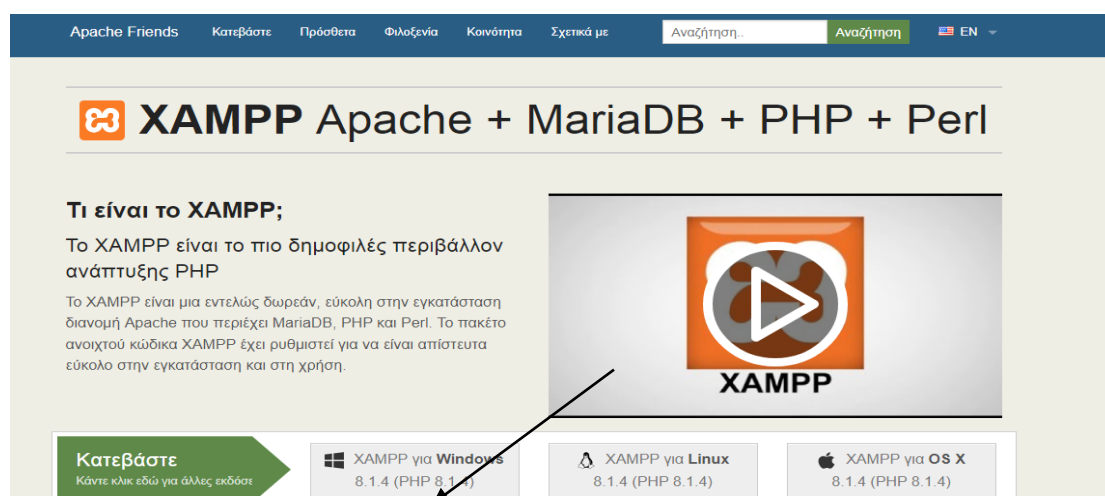 Apache Friends Κατεβάστε Πρόσθετα Φιλοξενία Κοινότητα Σχετικά με Αναζήτηση.. Αναζήτηση EN
XAMPP Apache + MariaDB + PHP + Perl
Τι είναι το XAMPP;
Το XAMPP είναι το πιο δημοφιλές περιβάλλον
ανάπτυξης PHP
Το XAMPP είναι μια εντελώς δωρεάν, εύκολη στην εγκατάσταση
διανομή Apache που περιέχει MariaDB, PHP και Perl. Το πακέτο
ανοιχτού κώδικα XAMPP έχει ρυθμιστεί για να είναι απίστευτα
εύκολο στην εγκατάσταση και στη χρήση.
XAMPP
Κατεβάστε
Κάντε κλικ εδώ για άλλες εκδόσε
XAMPP για Windows
8.1.4 (PHP 8.1.4)
XAMPP για Linux
8.1.4 (PHP 8.1.4)
XAMPP για OS X
8.1.4 (PHP 8.1.4)